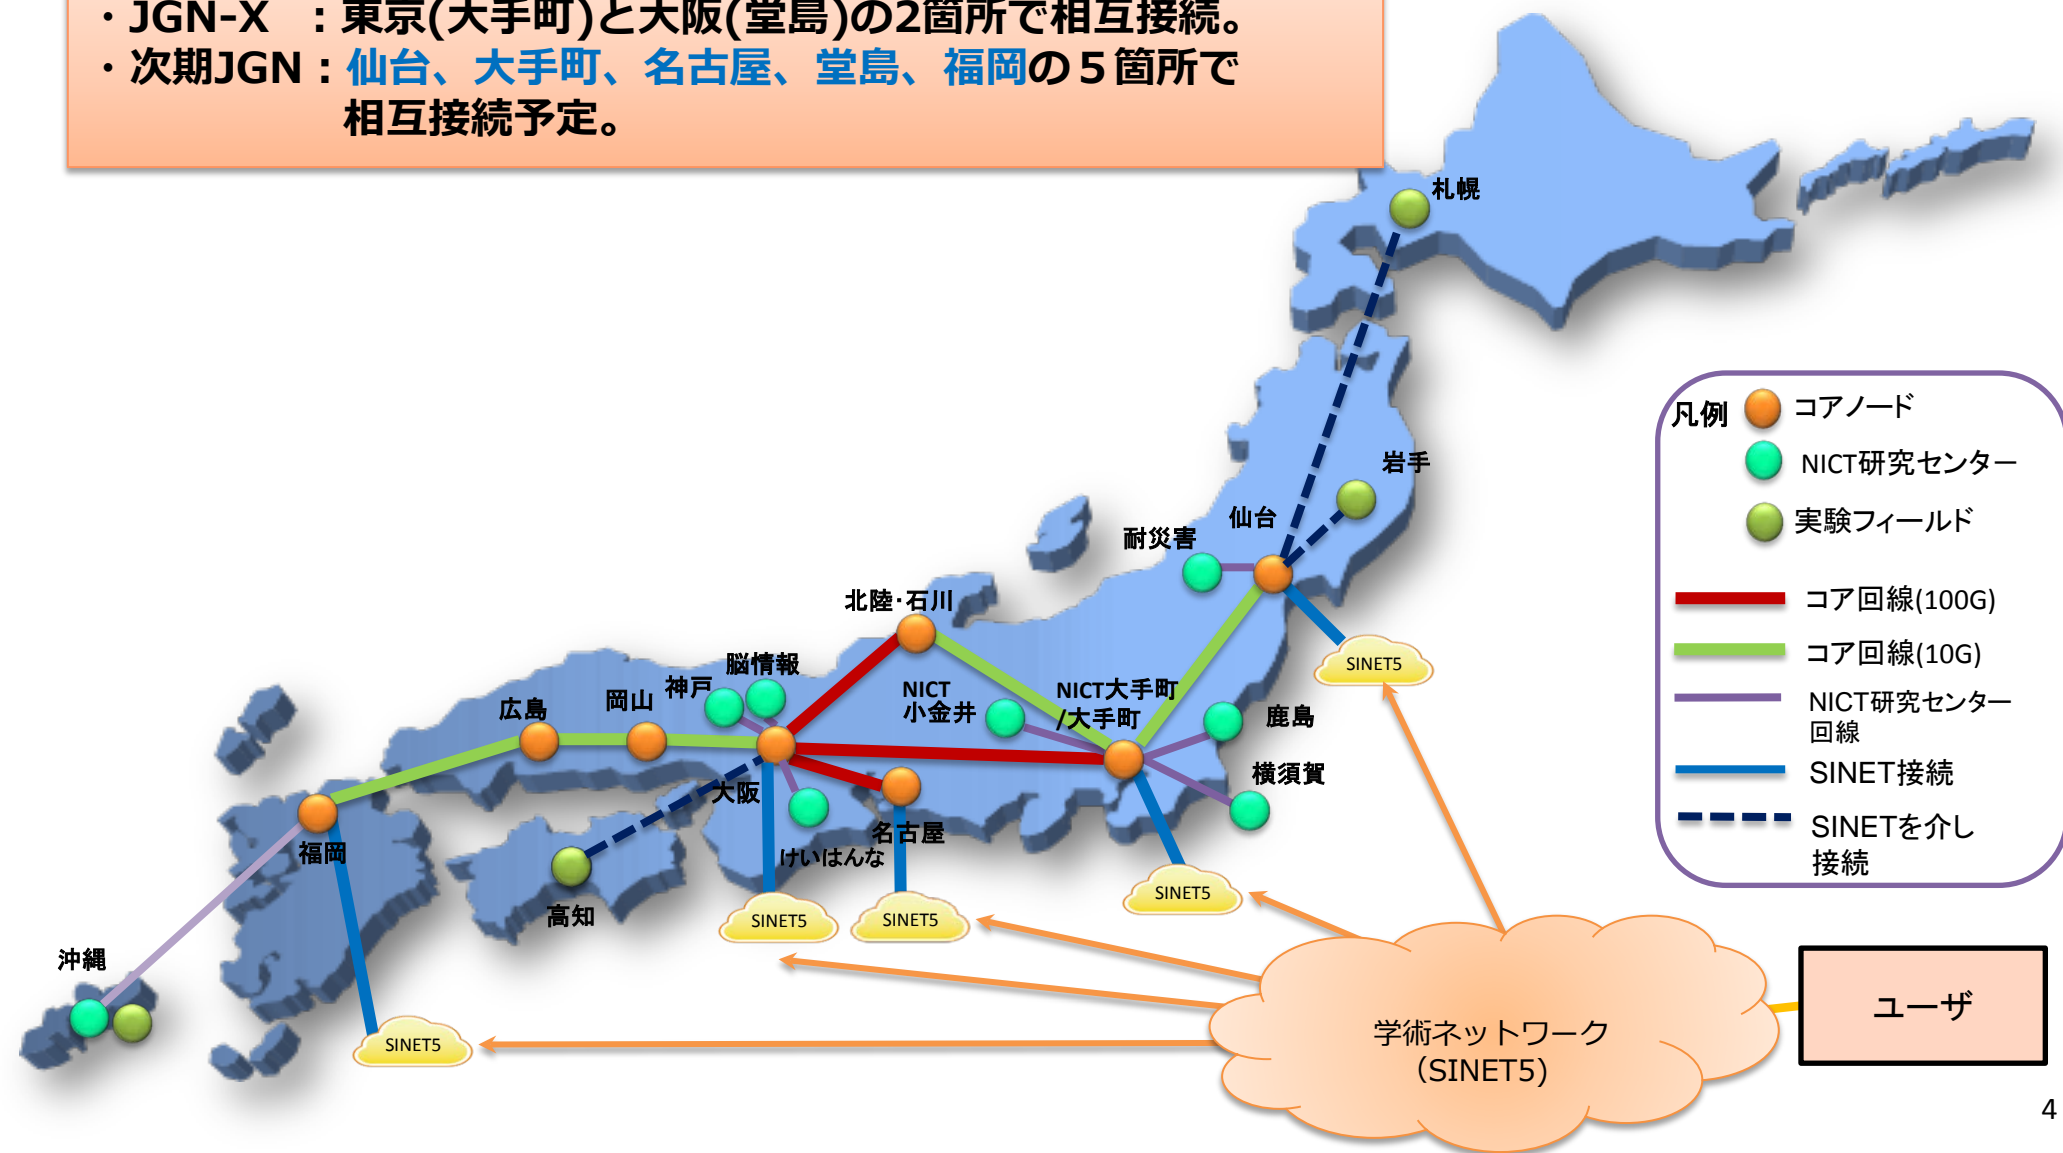 ・JGN-X ：東京(大手町)と大阪(堂島)の2箇所で相互接続。
・次期JGN：仙台、大手町、名古屋、堂島、福岡の５箇所で
相互接続予定。
札幌
凡例
コアノード
NICT研究センター
実験フィールド
コア回線(100G)
コア回線(10G)
NICT研究センター
回線
SINET接続
SINETを介し
接続
岩手
仙台
耐災害
北陸・石川
SINET5
脳情報
神戸
岡山
広島
NICT
小金井
NICT大手町
/大手町
鹿島
横須賀
大阪
名古屋
けいはんな
福岡
高知
沖縄
SINET5
SINET5
SINET5
SINET5
学術ネットワーク
（SINET5)
ユーザ
4